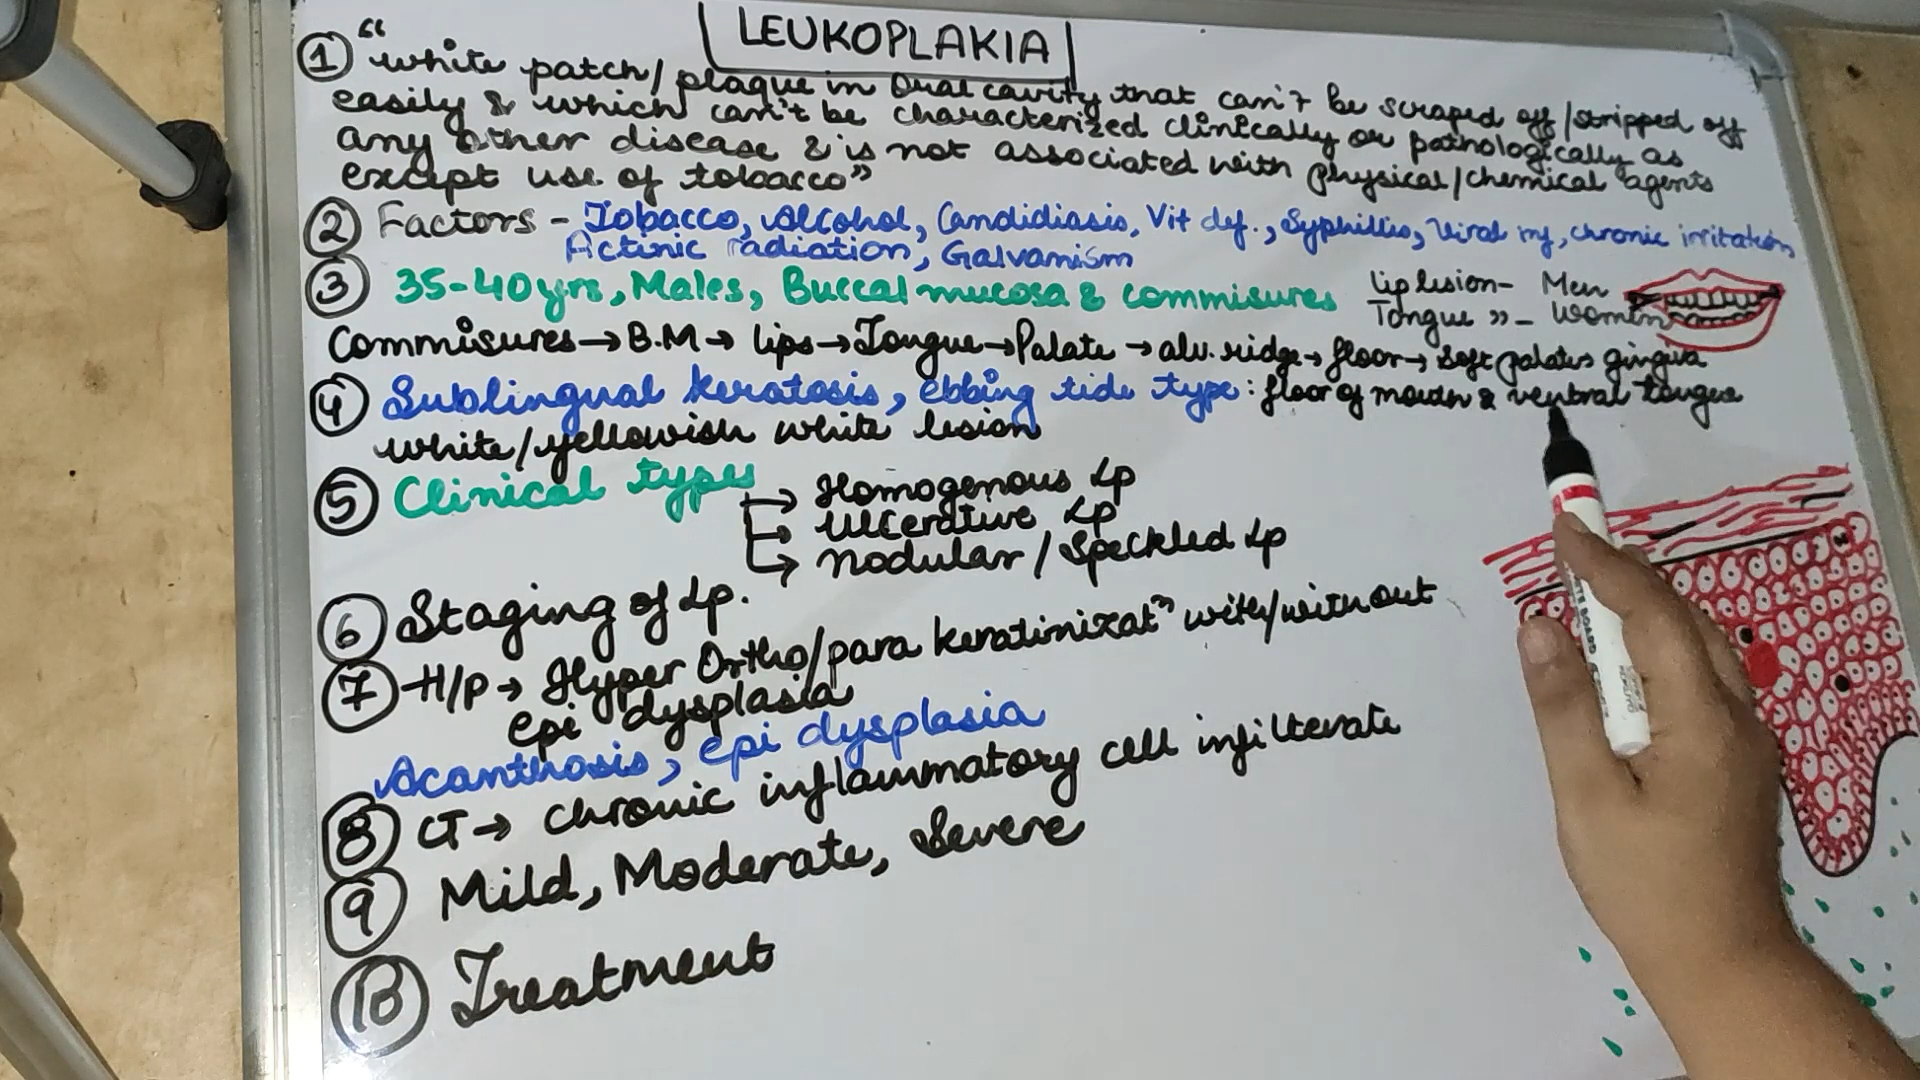 LEUKOPLAKIA
① "white patch/plaque in Oral cavity that can't be scraped off/stripped off
easily & which can't be characterized clinically or pathologically as
any other disease & is not associated with physical/chemical agents
except use of tobacco"
② Factors - Tobacco, Alcohol, Candidiasis, Vit def., Syphillis, Viral inf, chronic irritation
Actinic radiation, Galvanism
③ 35-40 yrs, Males, Buccal mucosa & commisures
Lip lesion - Men
Tongue " - Women
Commisures → B.M → lips → Tongue → Palate → alv. ridge → floor → Soft palate gingiva
④ Sublingual keratosis, ebbing tide type: floor of mouth & ventral tongue
white/yellowish white lesion
⑤ Clinical types
→ Homogenous Lp
→ Ulcerative Lp
→ Nodular / Speckled Lp
⑥ Staging of Lp.
⑦ H/P → Hyper Ortho/para keratinizatⁿ with/without
epi dysplasia
Acanthosis, epi dysplasia
⑧ CT → chronic inflammatory cell infilterate
⑨ Mild, Moderate, Severe
⑩ Treatment